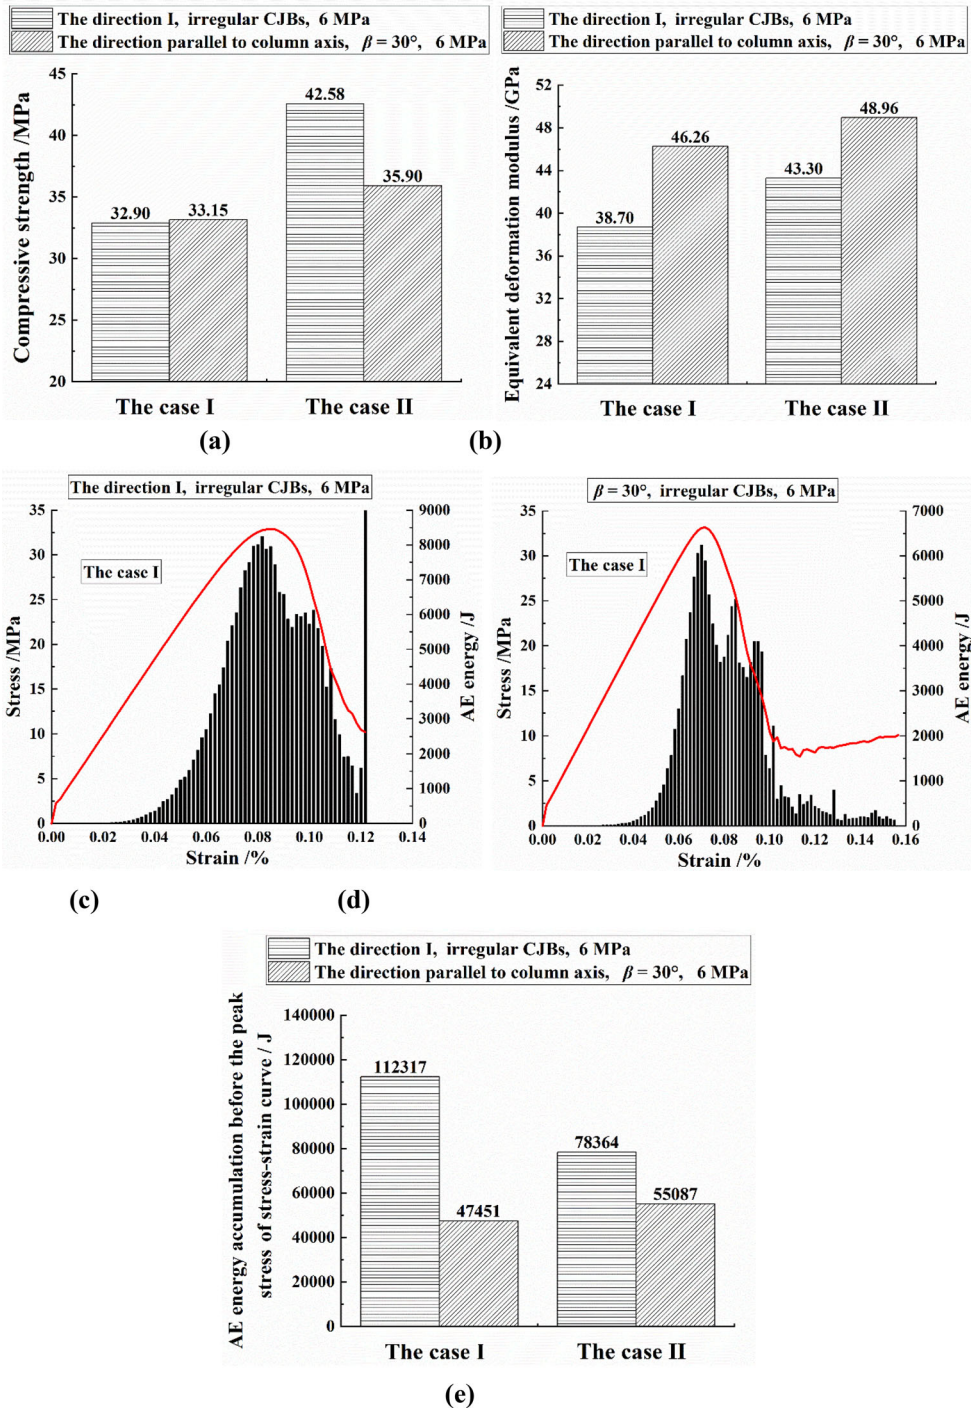 The direction I, irregular CJBs, 6 MPa
The direction parallel to column axis, β = 30°, 6 MPa
Compressive strength /MPa
45
40
35
30
25
20
32.90
33.15
42.58
35.90
The case I
The case II
(a)
The direction I, irregular CJBs, 6 MPa
The direction parallel to column axis, β = 30°, 6 MPa
Equivalent deformation modulus /GPa
52
48
44
40
36
32
28
24
38.70
46.26
43.30
48.96
The case I
The case II
(b)
The direction I, irregular CJBs, 6 MPa
The case I
Stress /MPa
35
30
25
20
15
10
5
0
AE energy /J
9000
8000
7000
6000
5000
4000
3000
2000
1000
0
0.00 0.02 0.04 0.06 0.08 0.10 0.12 0.14
Strain /%
(c)
β = 30°, irregular CJBs, 6 MPa
The case I
Stress /MPa
35
30
25
20
15
10
5
0
AE energy /J
7000
6000
5000
4000
3000
2000
1000
0
0.00 0.02 0.04 0.06 0.08 0.10 0.12 0.14 0.16
Strain /%
(d)
The direction I, irregular CJBs, 6 MPa
The direction parallel to column axis, β = 30°, 6 MPa
AE energy accumulation before the peak
stress of stress-strain curve / J
140000
120000
100000
80000
60000
40000
20000
0
112317
47451
78364
55087
The case I
The case II
(e)